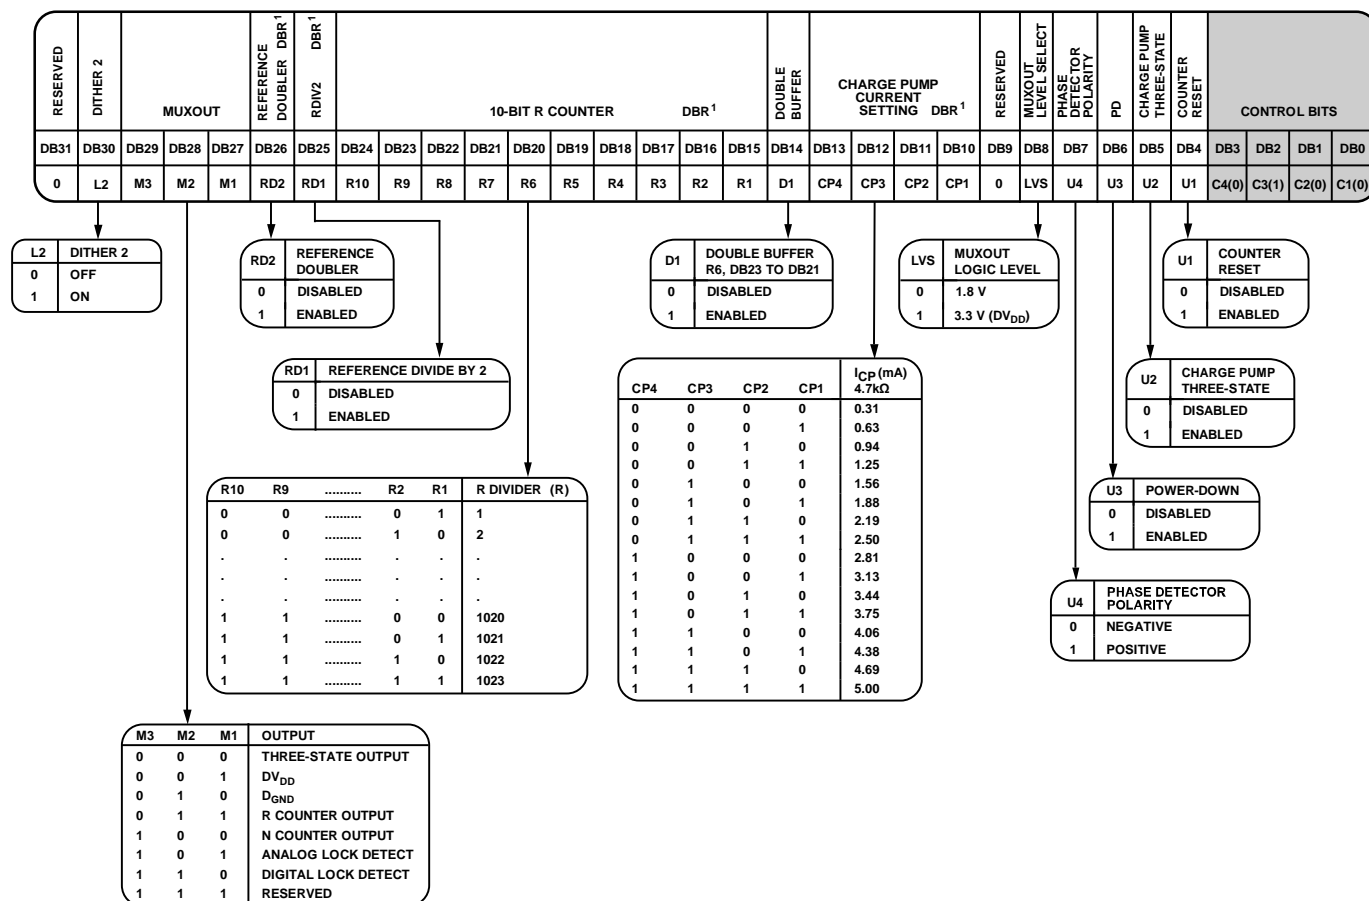 RESERVED
DITHER 2
MUXOUT
REFERENCE DOUBLER DBR1
RDIV2 DBR1
10-BIT R COUNTER DBR1
DOUBLE BUFFER
CHARGE PUMP
CURRENT
SETTING DBR1
RESERVED
MUXOUT LEVEL SELECT
PHASE DETECTOR POLARITY
PD
CHARGE PUMP THREE-STATE
COUNTER RESET
CONTROL BITS
DB31 DB30 DB29 DB28 DB27 DB26 DB25 DB24 DB23 DB22 DB21 DB20 DB19 DB18 DB17 DB16 DB15 DB14 DB13 DB12 DB11 DB10 DB9 DB8 DB7 DB6 DB5 DB4 DB3 DB2 DB1 DB0
0 L2 M3 M2 M1 RD2 RD1 R10 R9 R8 R7 R6 R5 R4 R3 R2 R1 D1 CP4 CP3 CP2 CP1 0 LVS U4 U3 U2 U1 C4(0) C3(1) C2(0) C1(0)
L2 DITHER 2
0 OFF
1 ON
RD2 REFERENCE
DOUBLER
0 DISABLED
1 ENABLED
D1 DOUBLE BUFFER
R6, DB23 TO DB21
0 DISABLED
1 ENABLED
LVS MUXOUT
LOGIC LEVEL
0 1.8 V
1 3.3 V (DVDD)
U1 COUNTER
RESET
0 DISABLED
1 ENABLED
RD1 REFERENCE DIVIDE BY 2
0 DISABLED
1 ENABLED
CP4 CP3 CP2 CP1 ICP (mA)
4.7kΩ
0 0 0 0 0.31
0 0 0 1 0.63
0 0 1 0 0.94
0 0 1 1 1.25
0 1 0 0 1.56
0 1 0 1 1.88
0 1 1 0 2.19
0 1 1 1 2.50
1 0 0 0 2.81
1 0 0 1 3.13
1 0 1 0 3.44
1 0 1 1 3.75
1 1 0 0 4.06
1 1 0 1 4.38
1 1 1 0 4.69
1 1 1 1 5.00
U2 CHARGE PUMP
THREE-STATE
0 DISABLED
1 ENABLED
R10 R9 .......... R2 R1 R DIVIDER (R)
0 0 .......... 0 1 1
0 0 .......... 1 0 2
. . .......... . . .
. . .......... . . .
. . .......... . . .
1 1 .......... 0 0 1020
1 1 .......... 0 1 1021
1 1 .......... 1 0 1022
1 1 .......... 1 1 1023
U3 POWER-DOWN
0 DISABLED
1 ENABLED
U4 PHASE DETECTOR
POLARITY
0 NEGATIVE
1 POSITIVE
M3 M2 M1 OUTPUT
0 0 0 THREE-STATE OUTPUT
0 0 1 DVDD
0 1 0 DGND
0 1 1 R COUNTER OUTPUT
1 0 0 N COUNTER OUTPUT
1 0 1 ANALOG LOCK DETECT
1 1 0 DIGITAL LOCK DETECT
1 1 1 RESERVED